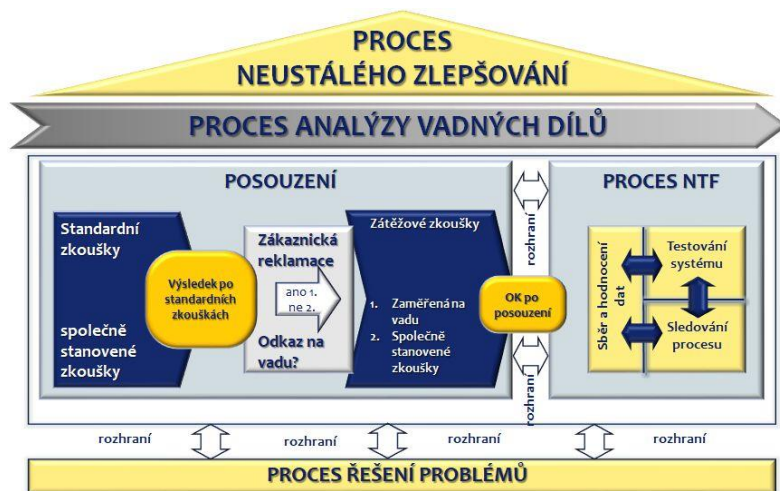 PROCES
NEUSTÁLÉHO ZLEPŠOVÁNÍ
PROCES ANALÝZY VADNÝCH DÍLŮ
POSOUZENÍ
Standardní
zkoušky
společně
stanovené
zkoušky
Výsledek po
standardních
zkouškách
Zákaznická
reklamace
ano 1.
ne 2.
Odkaz na
vadu?
Zátěžové zkoušky
1. Zaměřená na
vadu
2. Společně
stanovené
zkoušky
OK po
posouzení
rozhraní
rozhraní
PROCES NTF
Sběr a hodnocení
dat
Testování
systému
Sledování
procesu
rozhraní
rozhraní
rozhraní
rozhraní
PROCES ŘEŠENÍ PROBLÉMŮ